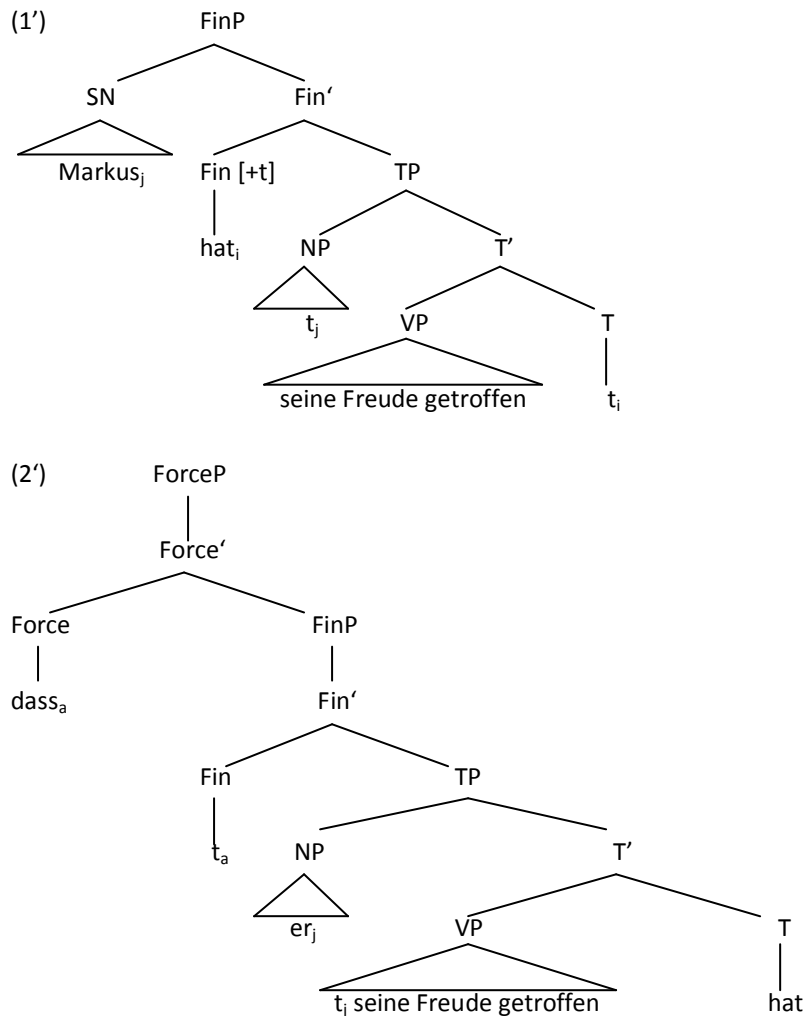 (1') FinP
SN Fin‘
Markusj Fin [+t] TP
hati NP T’
tj VP T
seine Freude getroffen ti
(2‘) ForceP
Force‘
Force FinP
dassa Fin‘
Fin TP
ta NP T’
erj VP T
tj seine Freude getroffen hat